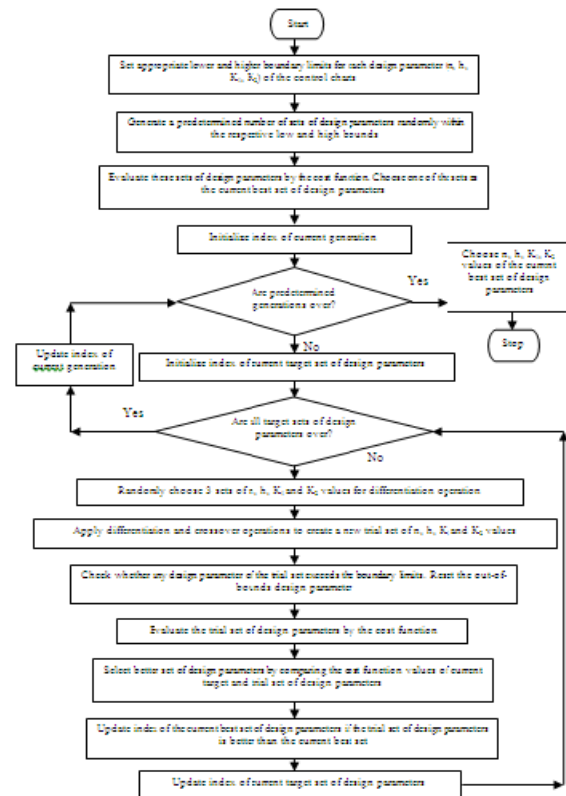 Start
Set appropriate lower and higher boundary limits for each design parameter (n, h,
K₁, K₂) of the control charts
Generate a predetermined number of sets of design parameters randomly within
the respective low and high bounds
Evaluate these sets of design parameters by the cost function. Choose one of the sets as
the current best set of design parameters
Initialize index of current generation
Are predetermined
generations over?
Yes
Choose n, h, K₁, K₂
values of the current
best set of design
parameters
Stop
No
Update index of
current generation
Initialize index of current target set of design parameters
Yes
Are all target sets of design
parameters over?
No
Randomly choose 3 sets of n, h, K₁ and K₂ values for differentiation operation
Apply differentiation and crossover operations to create a new trial set of n, h, K₁ and K₂ values
Check whether any design parameter of the trial set exceeds the boundary limits. Reset the out-of-
bounds design parameter
Evaluate the trial set of design parameters by the cost function
Select better set of design parameters by comparing the cost function values of current
target and trial set of design parameters
Update index of the current best set of design parameters if the trial set of design parameters
is better than the current best set
Update index of current target set of design parameters